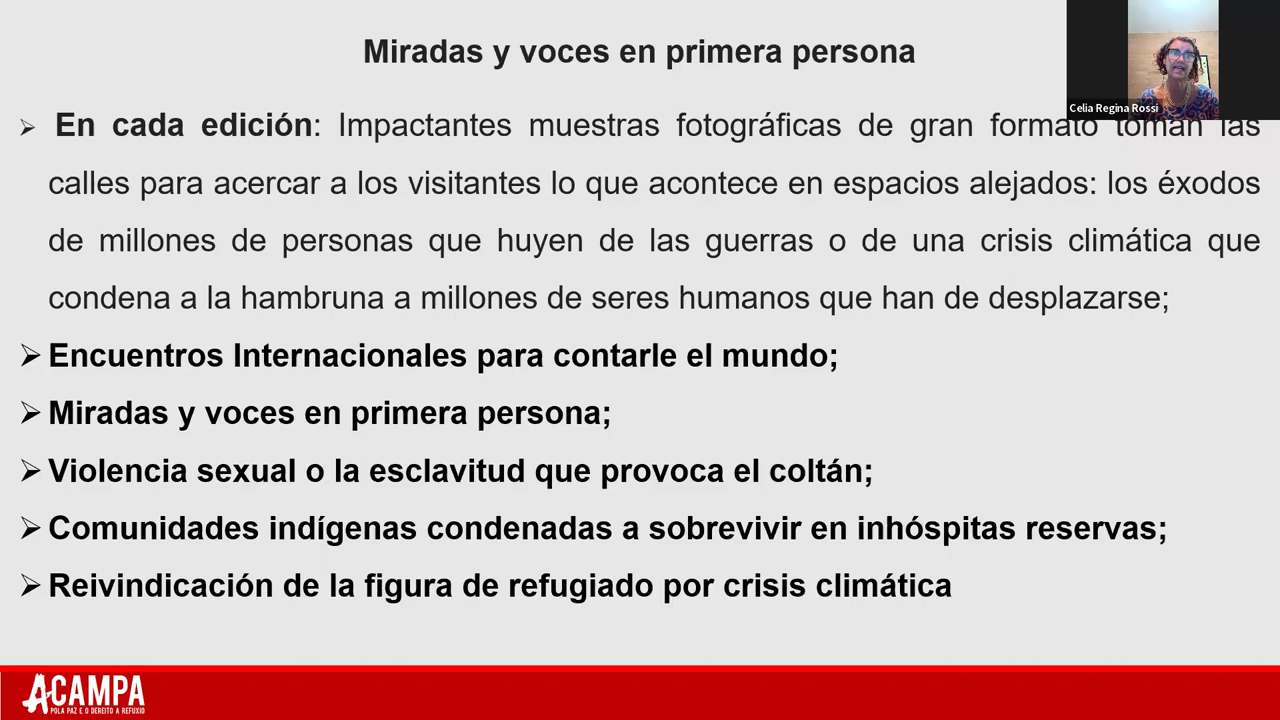 Miradas y voces en primera persona
Celia Regina Rossi
➢ En cada edición: Impactantes muestras fotográficas de gran formato toman las
calles para acercar a los visitantes lo que acontece en espacios alejados: los éxodos
de millones de personas que huyen de las guerras o de una crisis climática que
condena a la hambruna a millones de seres humanos que han de desplazarse;
➢ Encuentros Internacionales para contarle el mundo;
➢ Miradas y voces en primera persona;
➢ Violencia sexual o la esclavitud que provoca el coltán;
➢ Comunidades indígenas condenadas a sobrevivir en inhóspitas reservas;
➢ Reivindicación de la figura de refugiado por crisis climática
ACAMPA
POLA PAZ E O DEREITO A REFUXIO